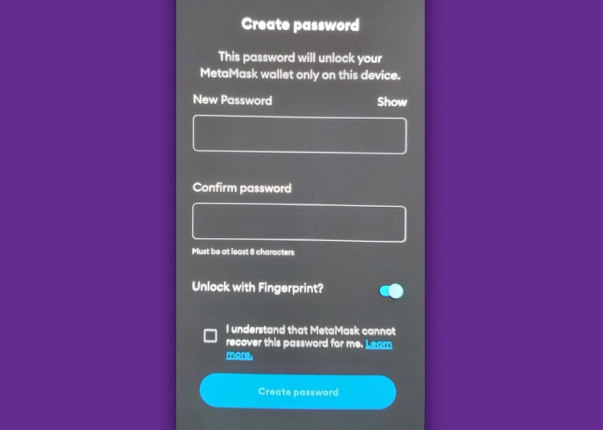 Create password
This password will unlock your
MetaMask wallet only on this device.
New Password Show
Confirm password
Must be at least 8 characters
Unlock with Fingerprint?
I understand that MetaMask cannot
recover this password for me. Learn
more.
Create password